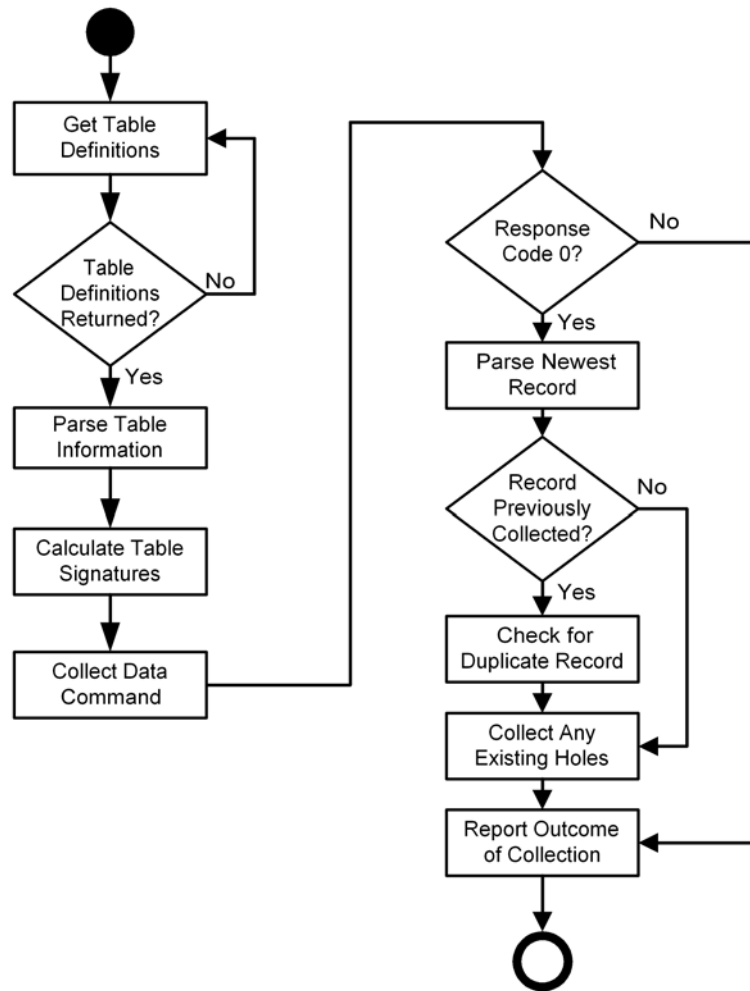 Get Table
Definitions
Table
Definitions
Returned?
No
Yes
Parse Table
Information
Calculate Table
Signatures
Collect Data
Command
Response
Code 0?
No
Yes
Parse Newest
Record
Record
Previously
Collected?
No
Yes
Check for
Duplicate Record
Collect Any
Existing Holes
Report Outcome
of Collection